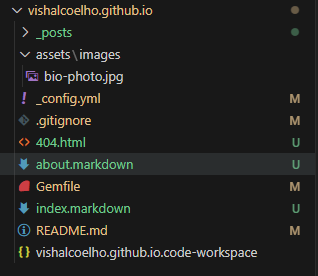 vishalcoelho.github.io
_posts
assets\images
bio-photo.jpg
_config.yml M
.gitignore M
404.html U
about.markdown U
Gemfile M
index.markdown U
README.md M
vishalcoelho.github.io.code-workspace